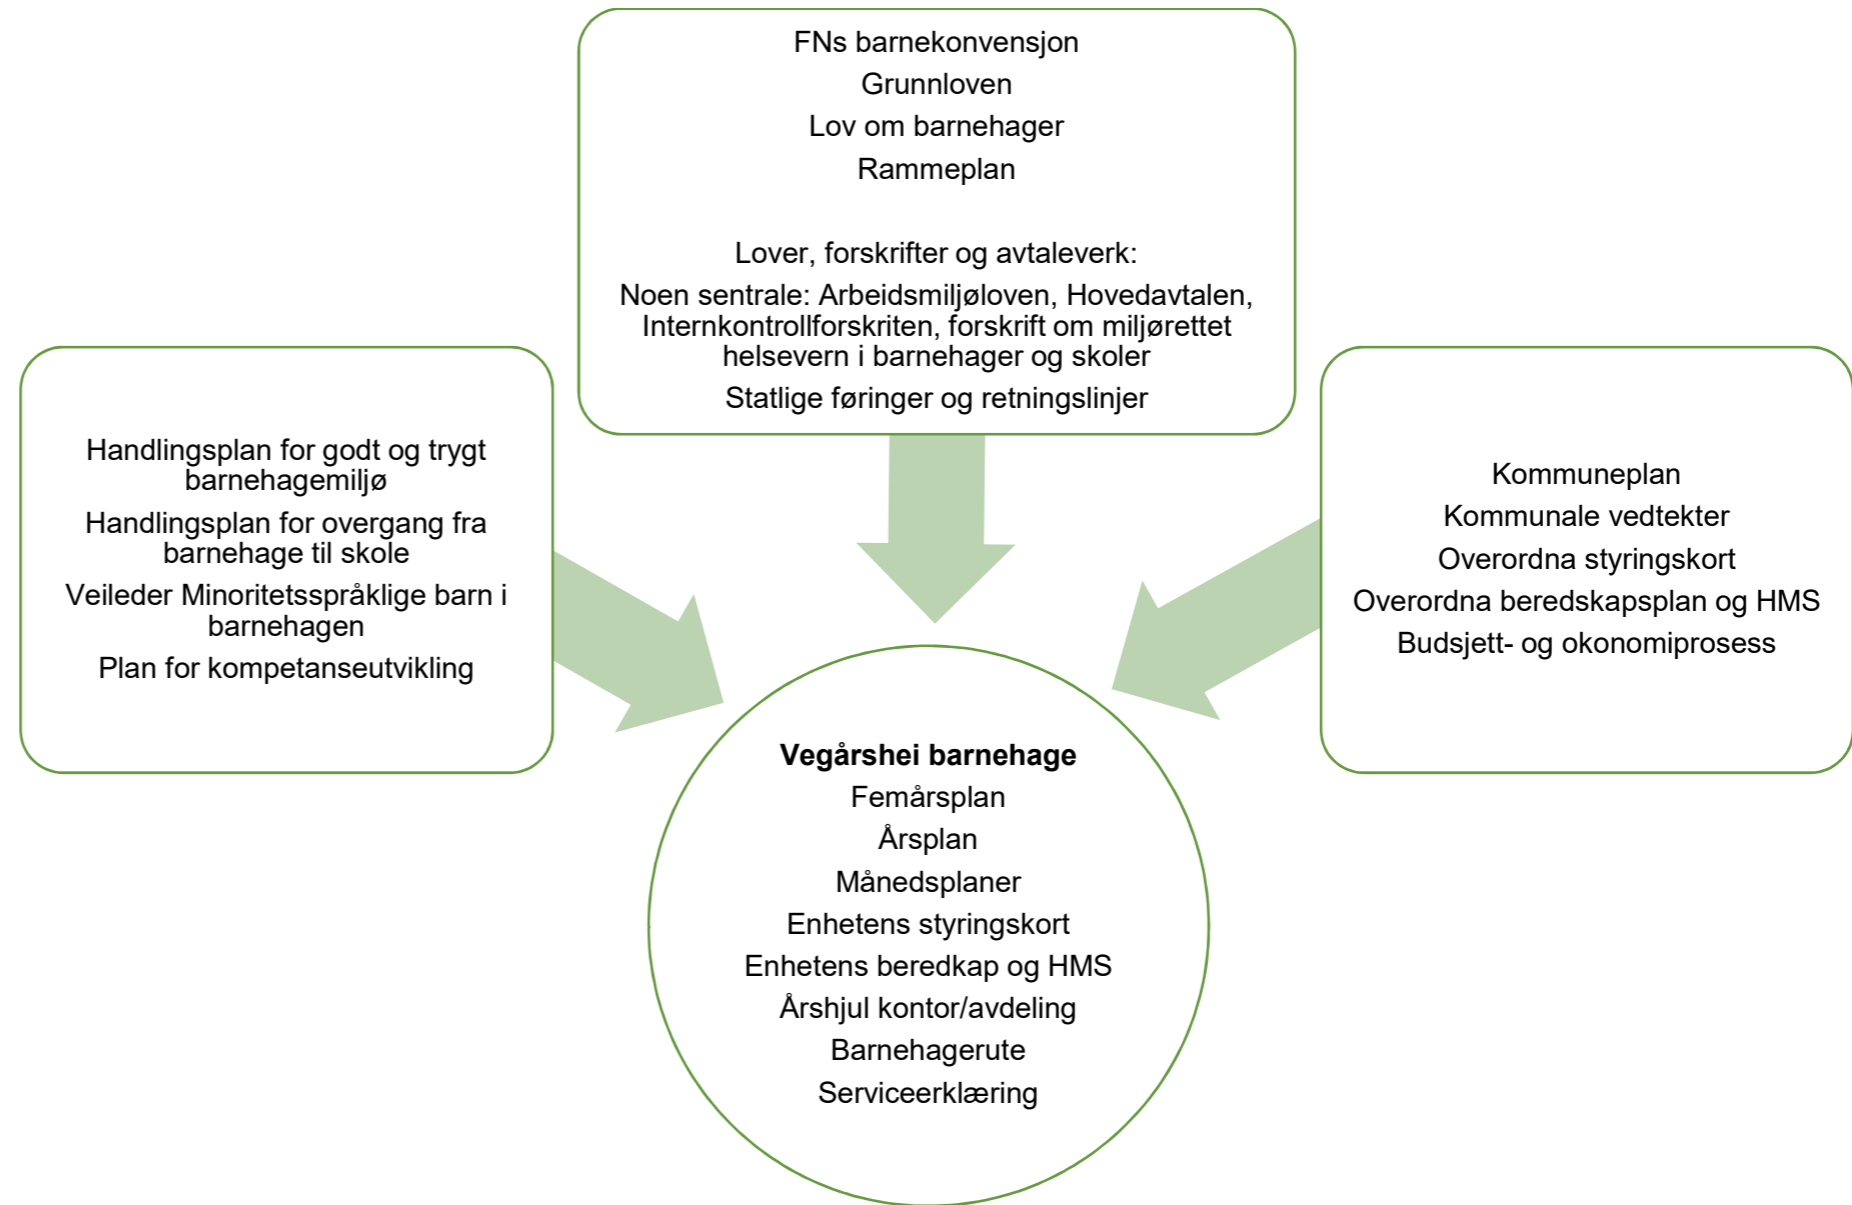 FNs barnekonvensjon
Grunnloven
Lov om barnehager
Rammeplan
Lover, forskrifter og avtaleverk:
Noen sentrale: Arbeidsmiljøloven, Hovedavtalen,
Internkontrollforskriten, forskrift om miljørettet
helsevern i barnehager og skoler
Statlige føringer og retningslinjer
Handlingsplan for godt og trygt
barnehagemiljø
Handlingsplan for overgang fra
barnehage til skole
Veileder Minoritetsspråklige barn i
barnehagen
Plan for kompetanseutvikling
Kommuneplan
Kommunale vedtekter
Overordna styringskort
Overordna beredskapsplan og HMS
Budsjett- og okonomiprosess
Vegårshei barnehage
Femårsplan
Årsplan
Månedsplaner
Enhetens styringskort
Enhetens beredkap og HMS
Årshjul kontor/avdeling
Barnehagerute
Serviceerklæring